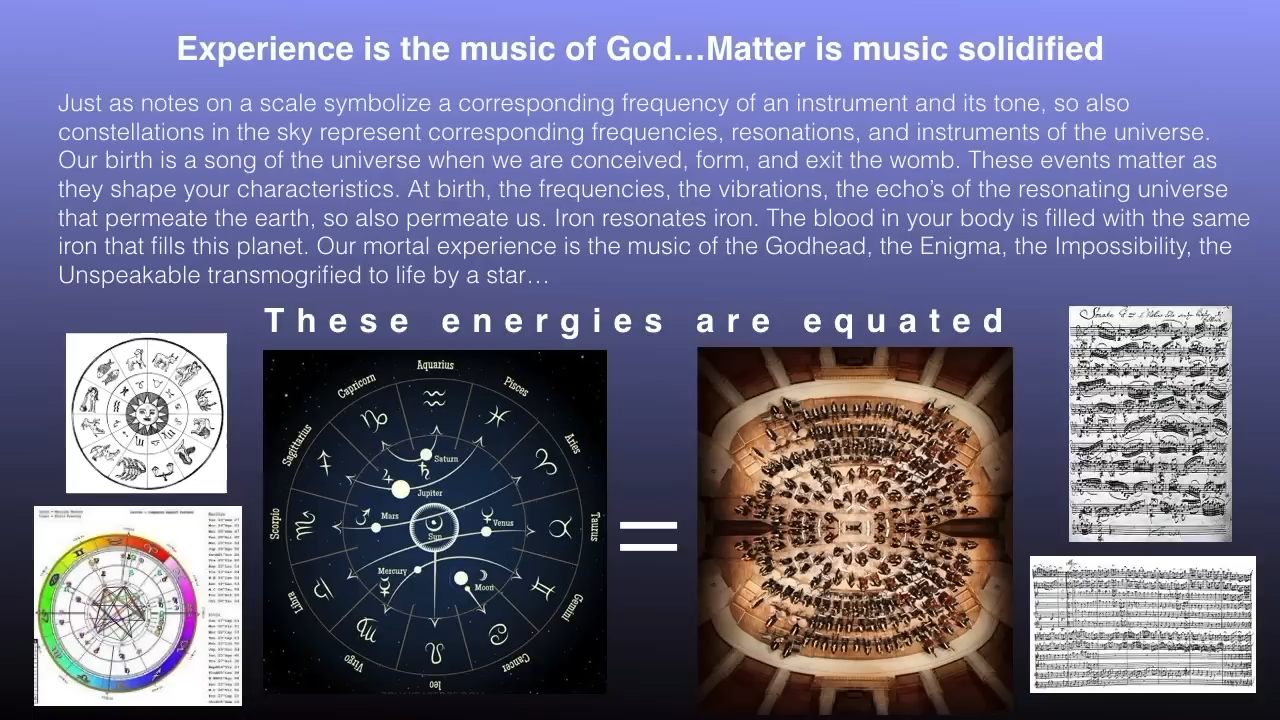 Experience is the music of God...Matter is music solidified
Just as notes on a scale symbolize a corresponding frequency of an instrument and its tone, so also
constellations in the sky represent corresponding frequencies, resonations, and instruments of the universe.
Our birth is a song of the universe when we are conceived, form, and exit the womb. These events matter as
they shape your characteristics. At birth, the frequencies, the vibrations, the echo's of the resonating universe
that permeate the earth, so also permeate us. Iron resonates iron. The blood in your body is filled with the same
iron that fills this planet. Our mortal experience is the music of the Godhead, the Enigma, the Impossibility, the
Unspeakable transmogrified to life by a star...
These energies are equated
Aquarius
Capricorn
Pisces
Sagittarius
Aries
Saturn
Jupiter
Scorpio
Mars
Venus
Taurus
Sun
Mercury
Moon
Libra
Gemini
Virgo
Cancer
Leo